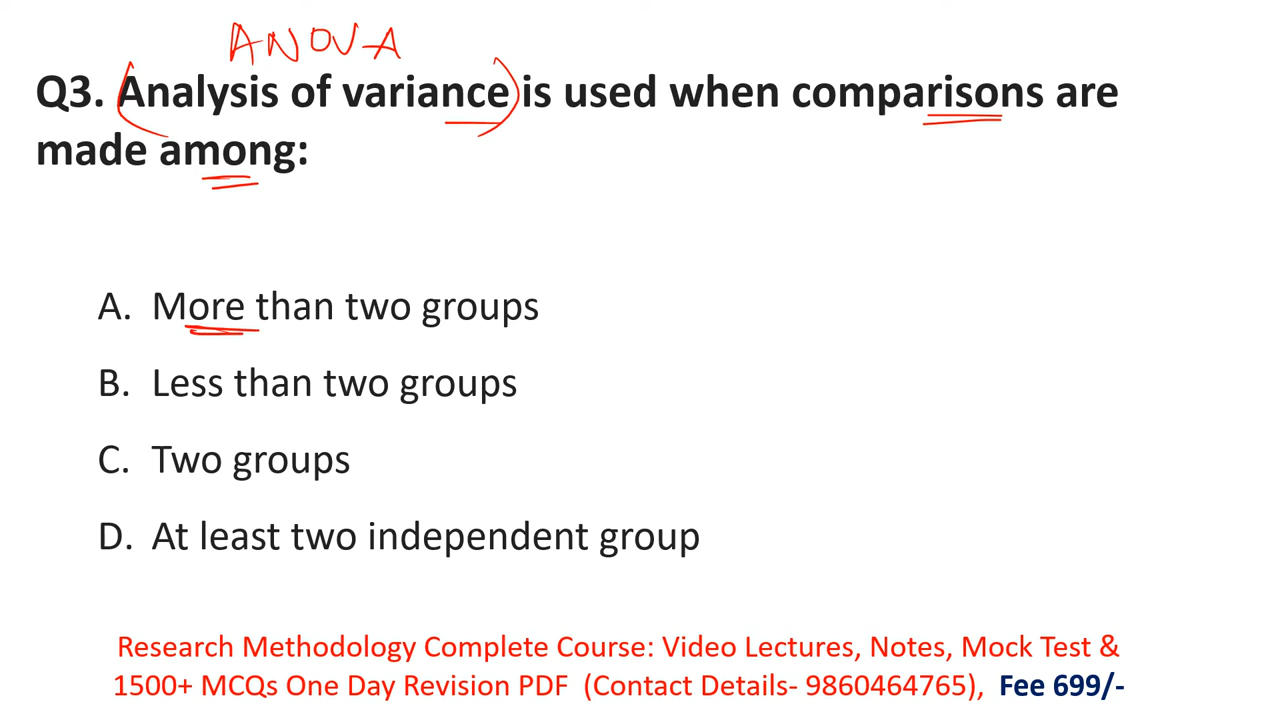 ANOVA
Q3. Analysis of variance is used when comparisons are
made among:
A. More than two groups
B. Less than two groups
C. Two groups
D. At least two independent group
Research Methodology Complete Course: Video Lectures, Notes, Mock Test &
1500+ MCQs One Day Revision PDF (Contact Details- 9860464765), Fee 699/-